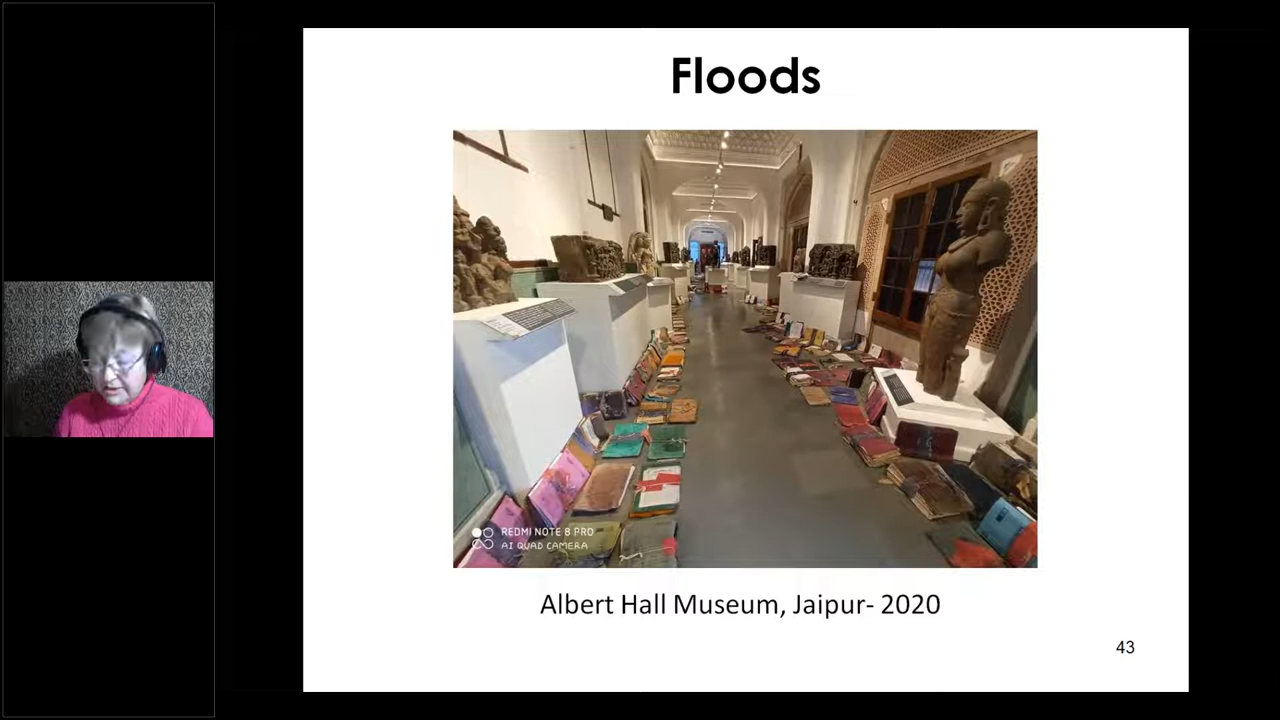 Floods
REDMI NOTE 8 PRO
AI QUAD CAMERA
Albert Hall Museum, Jaipur- 2020
43